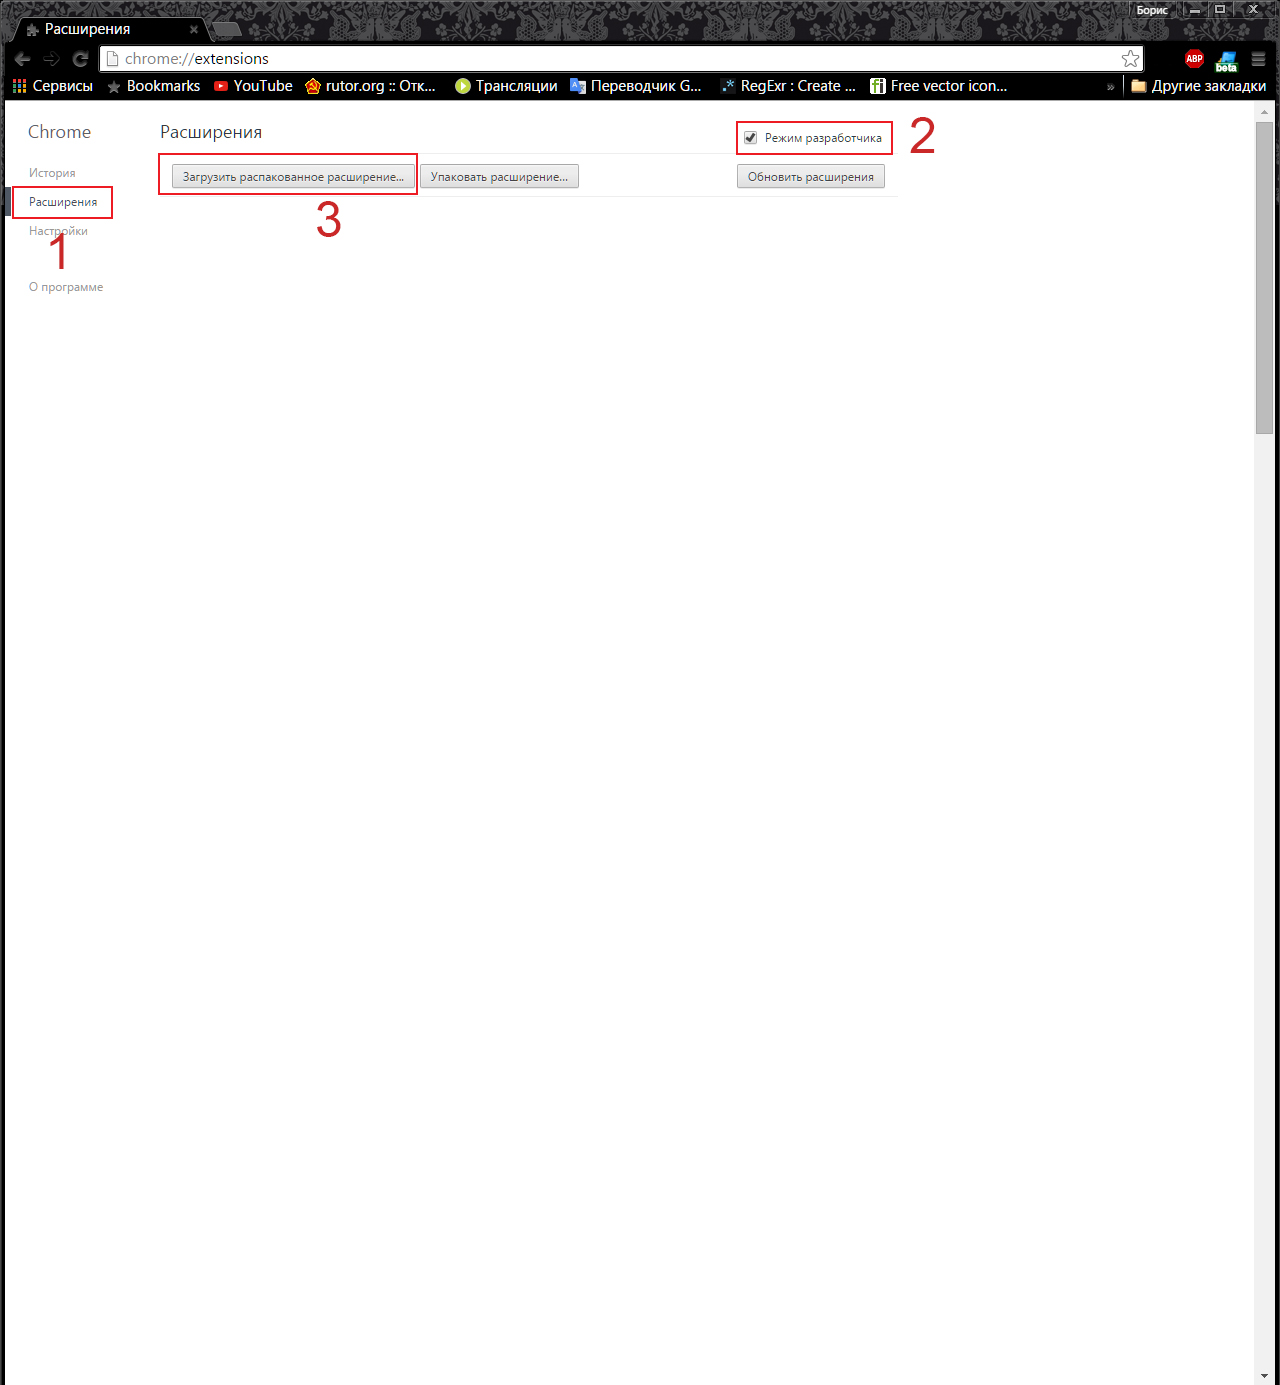 Борис
Расширения
chrome://extensions
ABP
beta
Сервисы
Bookmarks
YouTube
rutor.org :: Отк...
Трансляции
Переводчик G...
.* RegExr : Create ...
fi Free vector icon...
»
Другие закладки
Chrome
Расширения
Режим разработчика
2
История
Загрузить распакованное расширение...
Упаковать расширение...
Обновить расширения
Расширения
3
Настройки
1
О программе